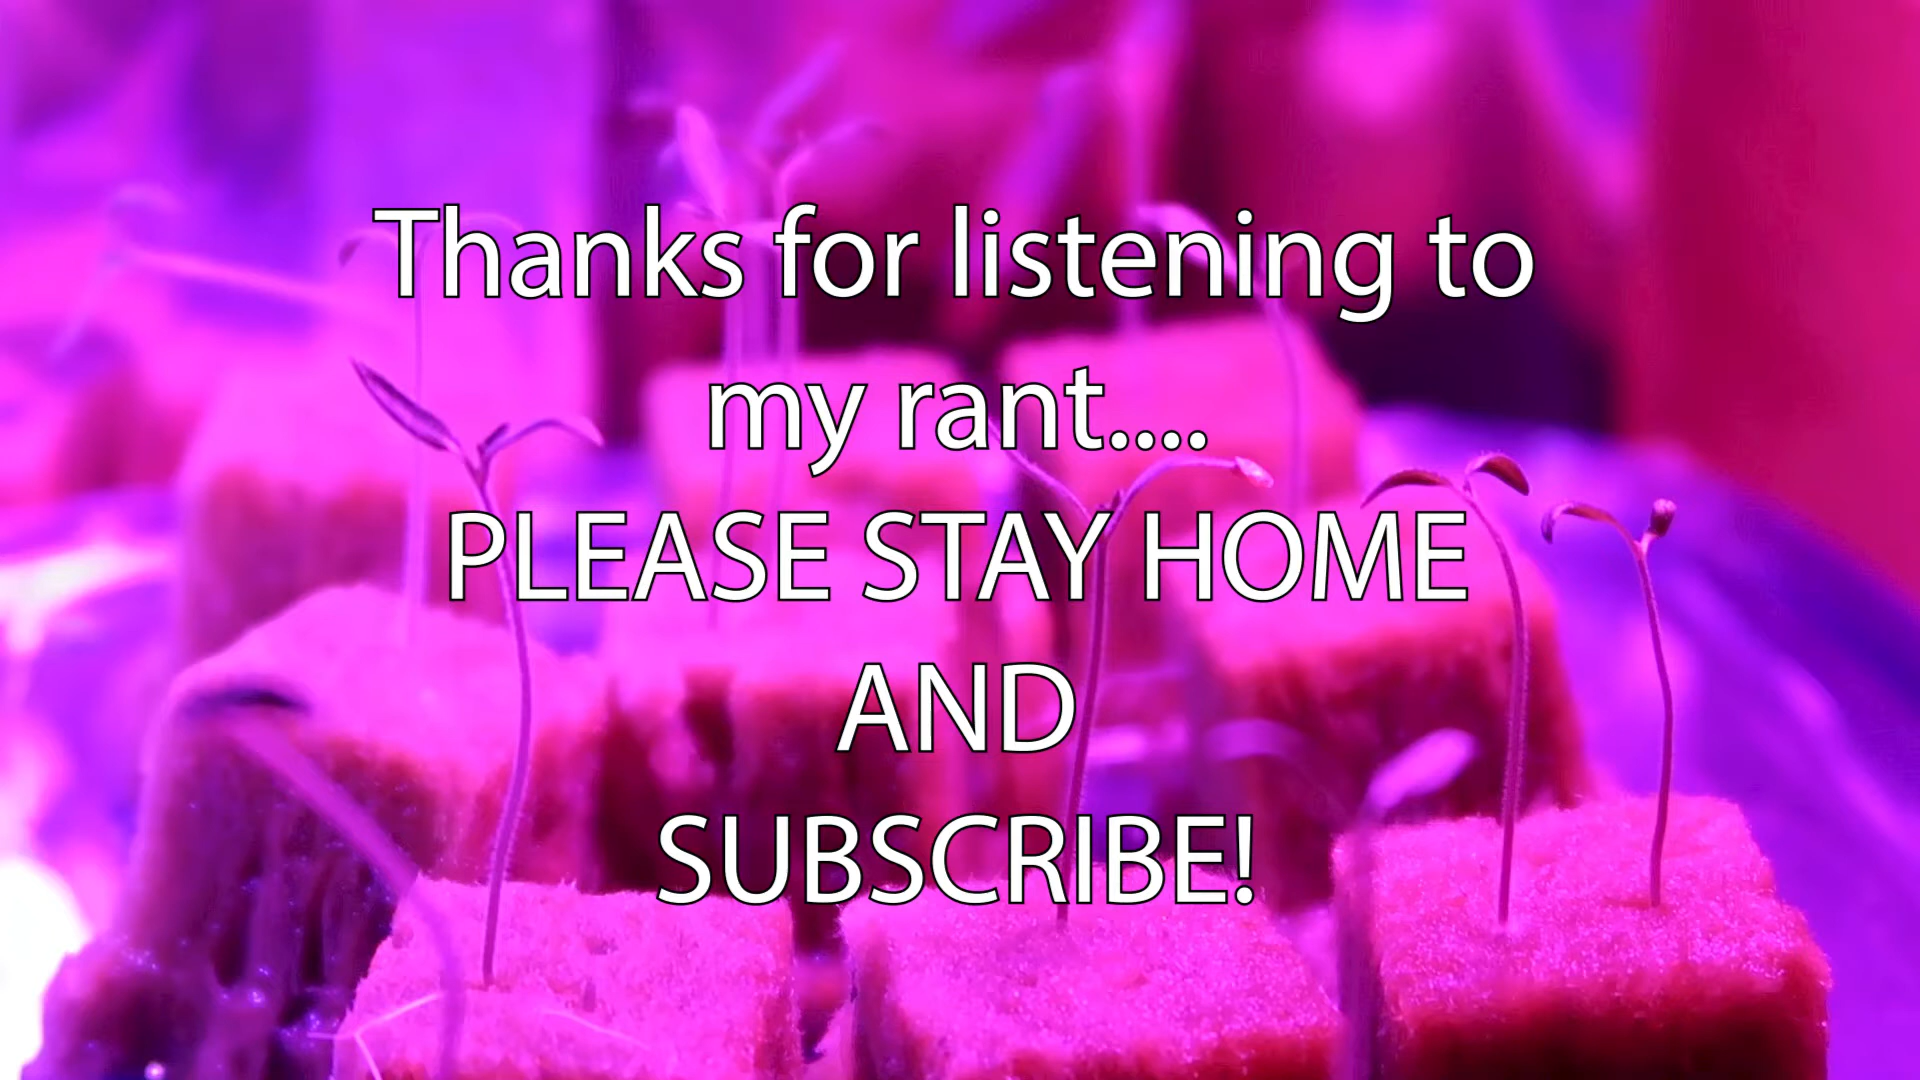 Thanks for listening to
my rant....
PLEASE STAY HOME
AND
SUBSCRIBE!